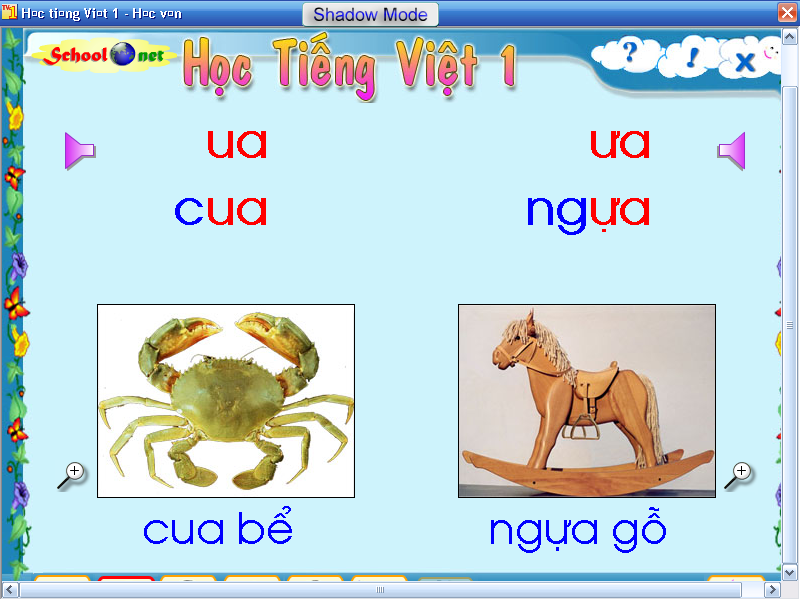 Học tiếng Việt 1 - Học vần
Shadow Mode
School net
Học Tiếng Việt 1
? ! x
ua
ưa
cua
ngựa
cua bể
ngựa gỗ